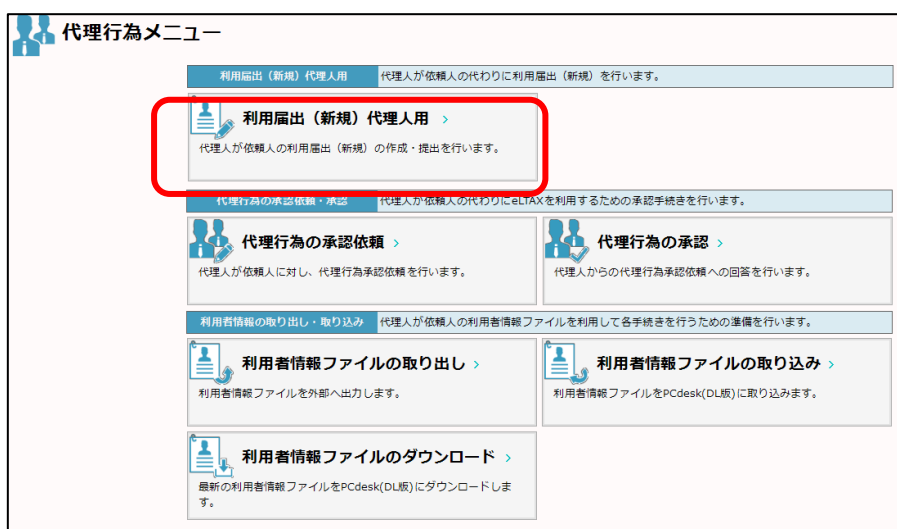 代理行為メニュー
利用届出（新規）代理人用 代理人が依頼人の代わりに利用届出（新規）を行います。
利用届出（新規）代理人用 >
代理人が依頼人の利用届出（新規）の作成・提出を行います。
代理行為の承認依頼・承認 代理人が依頼人の代わりにeLTAXを利用するための承認手続きを行います。
代理行為の承認依頼 >
代理人が依頼人に対し、代理行為承認依頼を行います。
代理行為の承認 >
代理人からの代理行為承認依頼への回答を行います。
利用者情報の取り出し・取り込み 代理人が依頼人の利用者情報ファイルを利用して各手続きを行うための準備を行います。
利用者情報ファイルの取り出し >
利用者情報ファイルを外部へ出力します。
利用者情報ファイルの取り込み >
利用者情報ファイルをPCdesk(DL版)に取り込みます。
利用者情報ファイルのダウンロード >
最新の利用者情報ファイルをPCdesk(DL版)にダウンロードしま
す。